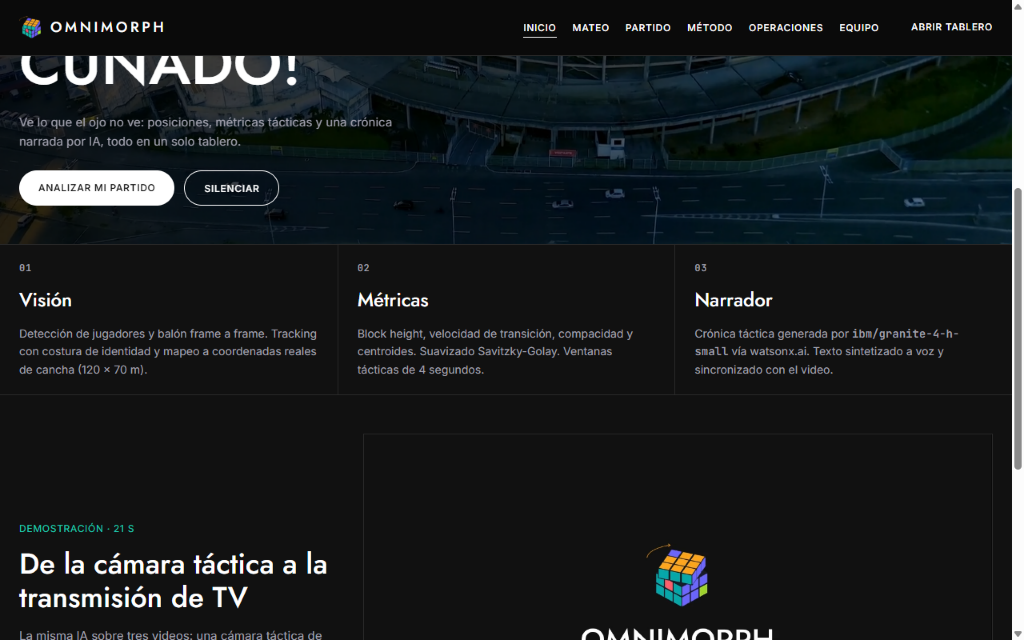 OMNIMORPH
INICIO MATEO PARTIDO MÉTODO OPERACIONES EQUIPO ABRIR TABLERO
CUÑADO!
Ve lo que el ojo no ve: posiciones, métricas tácticas y una crónica
narrada por IA, todo en un solo tablero.
ANALIZAR MI PARTIDO SILENCIAR
01
Visión
Detección de jugadores y balón frame a frame. Tracking
con costura de identidad y mapeo a coordenadas reales
de cancha (120 × 70 m).
02
Métricas
Block height, velocidad de transición, compacidad y
centroides. Suavizado Savitzky-Golay. Ventanas
tácticas de 4 segundos.
03
Narrador
Crónica táctica generada por ibm/granite-4-h-
small vía watsonx.ai. Texto sintetizado a voz y
sincronizado con el video.
DEMOSTRACIÓN · 21 S
De la cámara táctica a la
transmisión de TV
La misma IA sobre tres videos: una cámara táctica de
OMNIMORPH